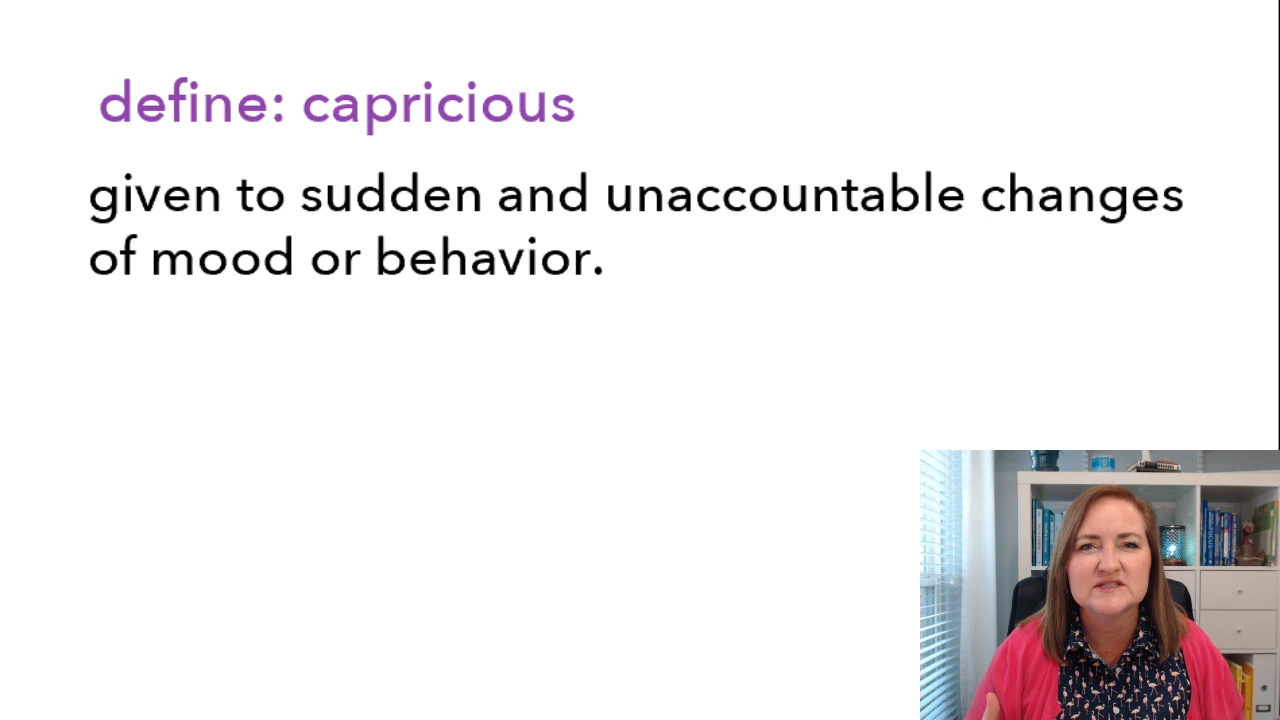 define: capricious
given to sudden and unaccountable changes
of mood or behavior.